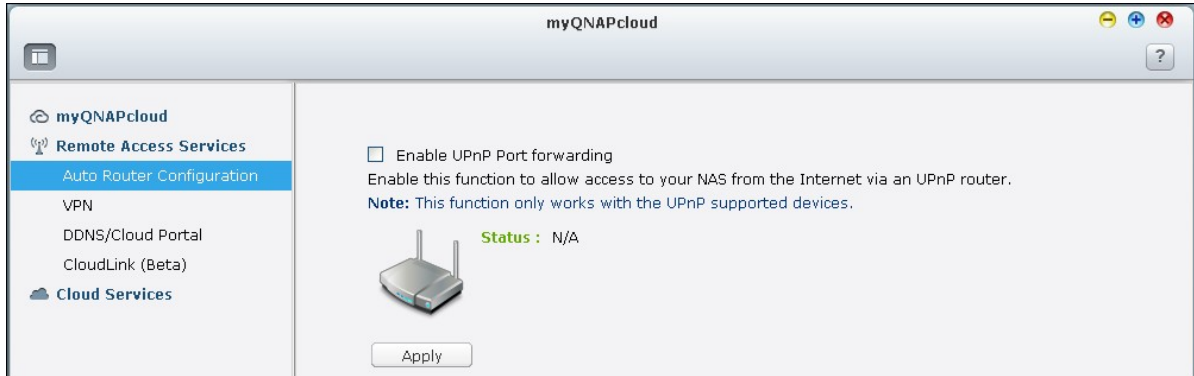 myQNAPcloud
?
myQNAPcloud
Remote Access Services
Auto Router Configuration
VPN
DDNS/Cloud Portal
CloudLink (Beta)
Cloud Services
Enable UPnP Port forwarding
Enable this function to allow access to your NAS from the Internet via an UPnP router.
Note: This function only works with the UPnP supported devices.
Status : N/A
Apply